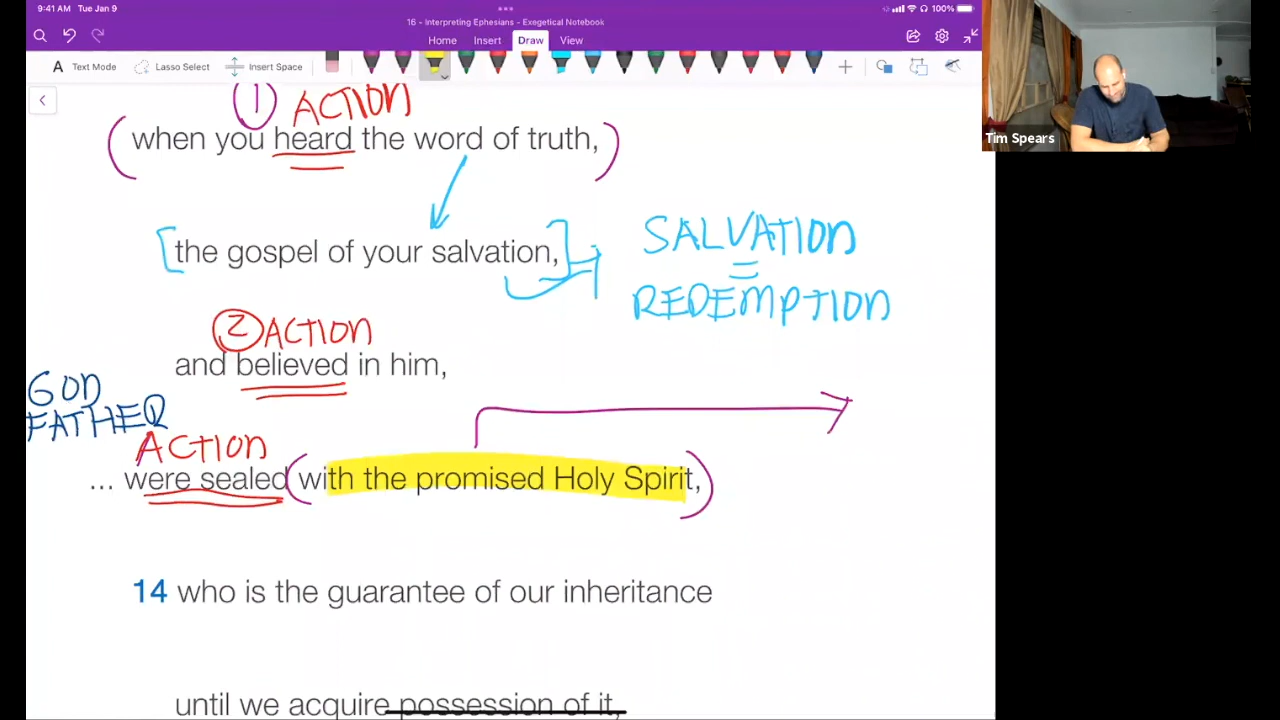 9:41 AM Tue Jan 9
100%
16 - Interpreting Ephesians - Exegetical Notebook
Home Insert Draw View
A Text Mode Lasso Select Insert Space
Tim Spears
1 ACTION
(when you heard the word of truth,)
[the gospel of your salvation,]
SALVATION
=
REDEMPTION
2 ACTION
and believed in him,
GOD
FATHER
ACTION
... were sealed (with the promised Holy Spirit,)
14 who is the guarantee of our inheritance
until we acquire possession of it,